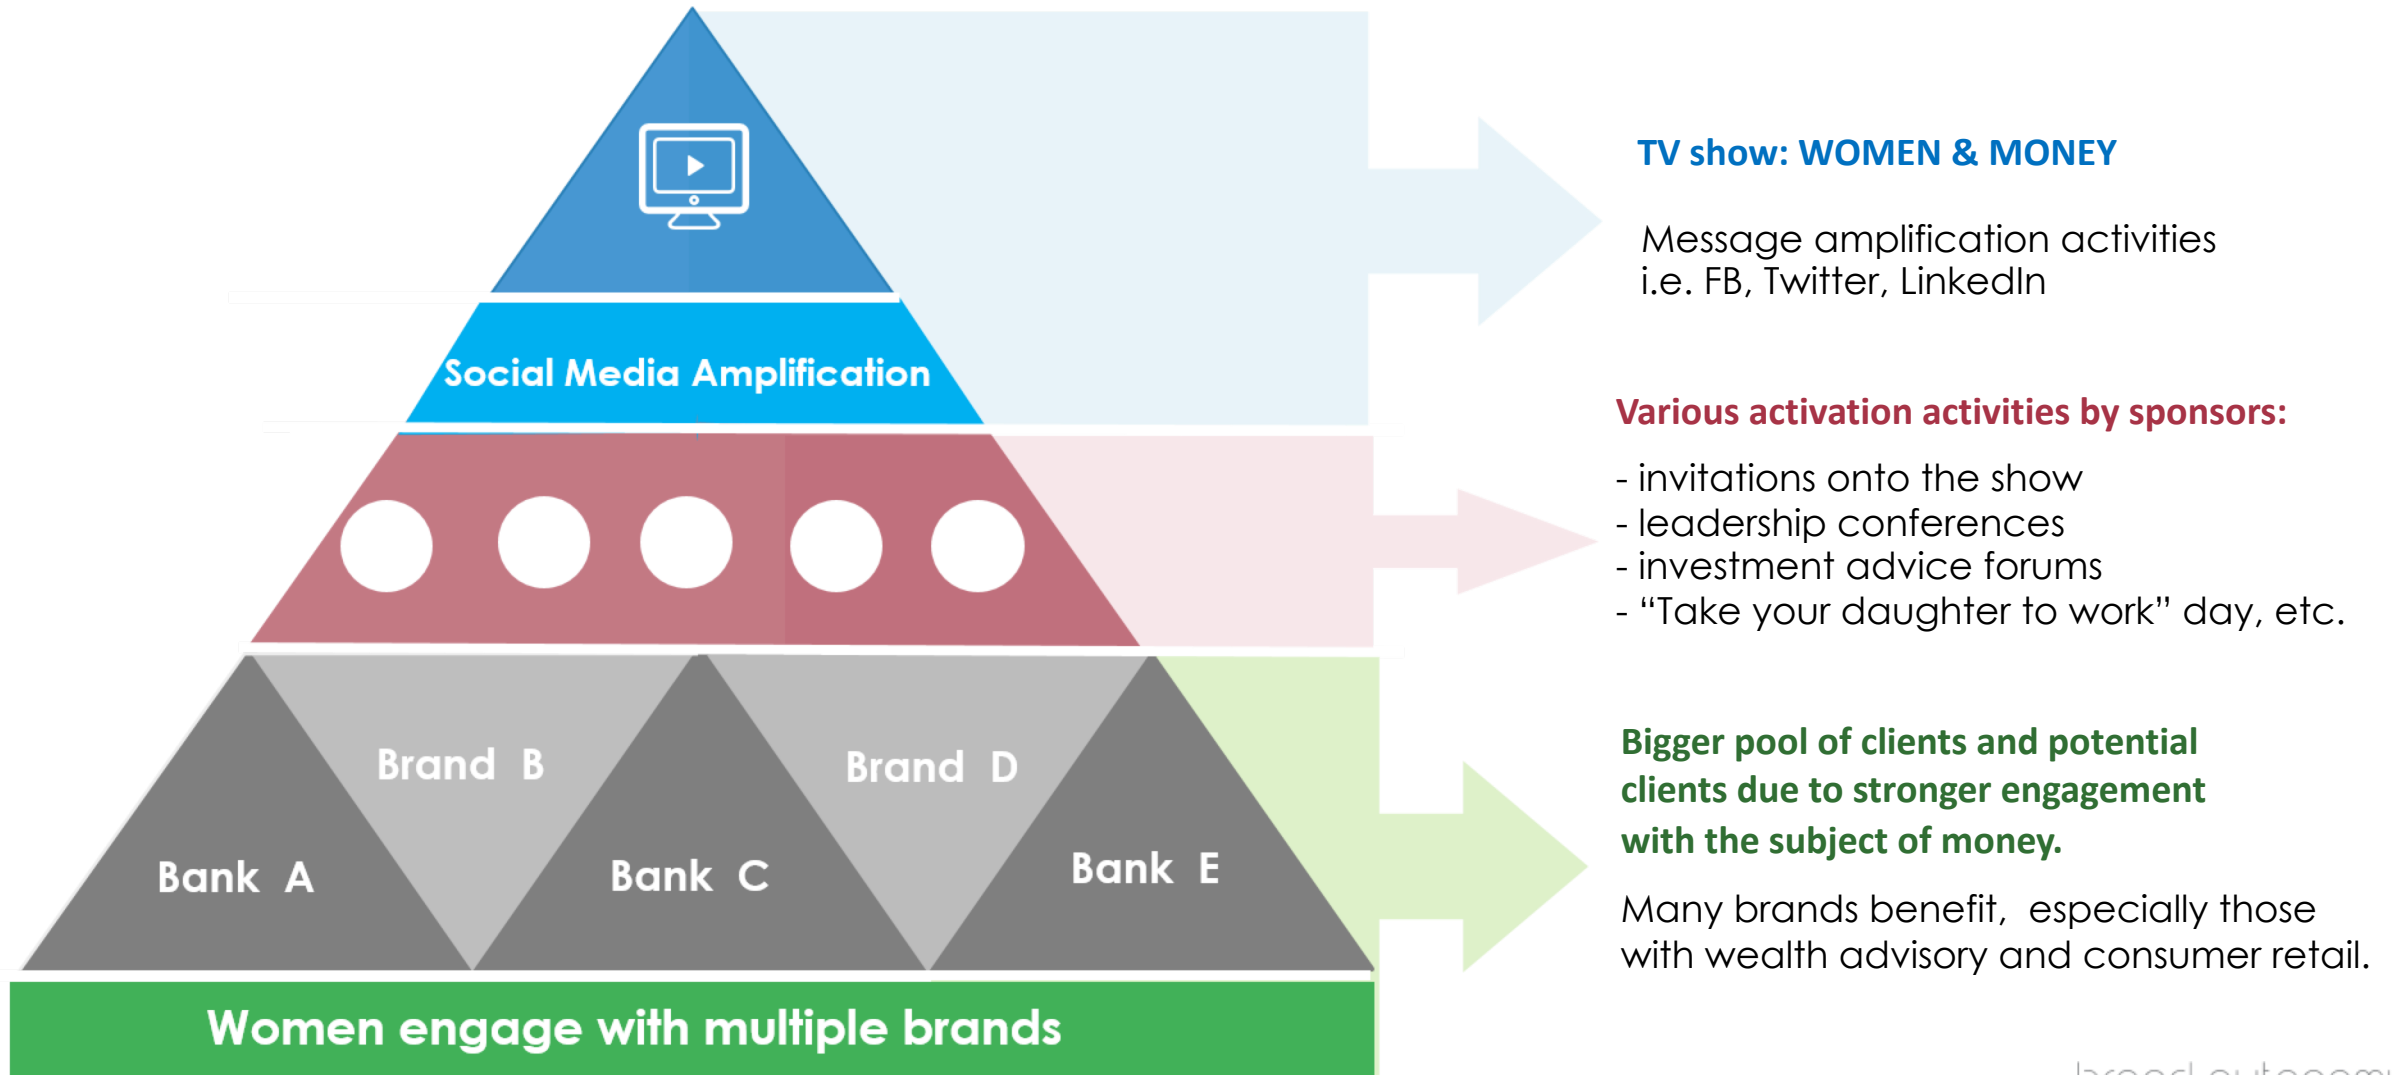 Social Media Amplification
Brand B
Brand D
Bank A
Bank C
Bank E
Women engage with multiple brands
TV show: WOMEN & MONEY
Message amplification activities
i.e. FB, Twitter, LinkedIn
Various activation activities by sponsors:
- invitations onto the show
- leadership conferences
- investment advice forums
- “Take your daughter to work” day, etc.
Bigger pool of clients and potential
clients due to stronger engagement
with the subject of money.
Many brands benefit, especially those
with wealth advisory and consumer retail.